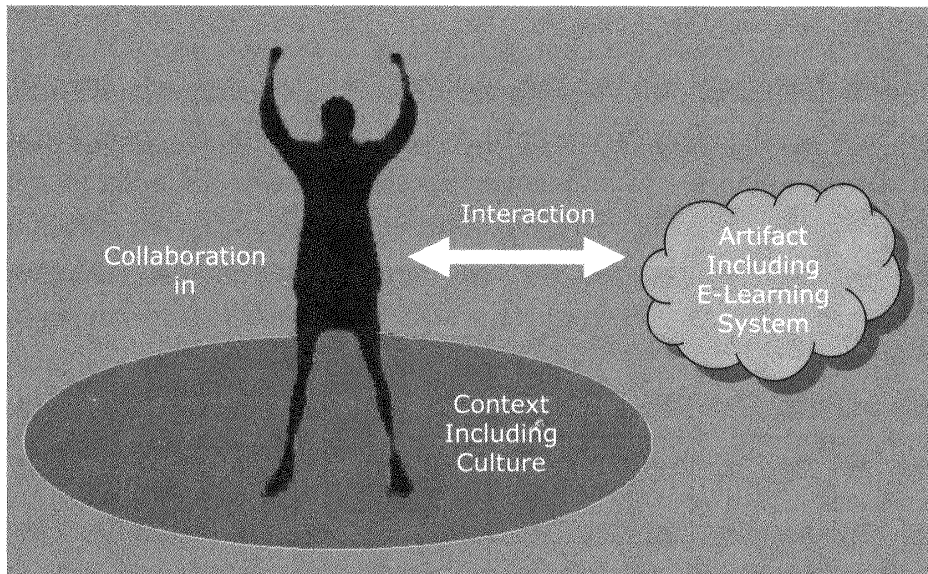 Collaboration
in
Interaction
Artifact
Including
E-Learning
System
Context
Including
Culture